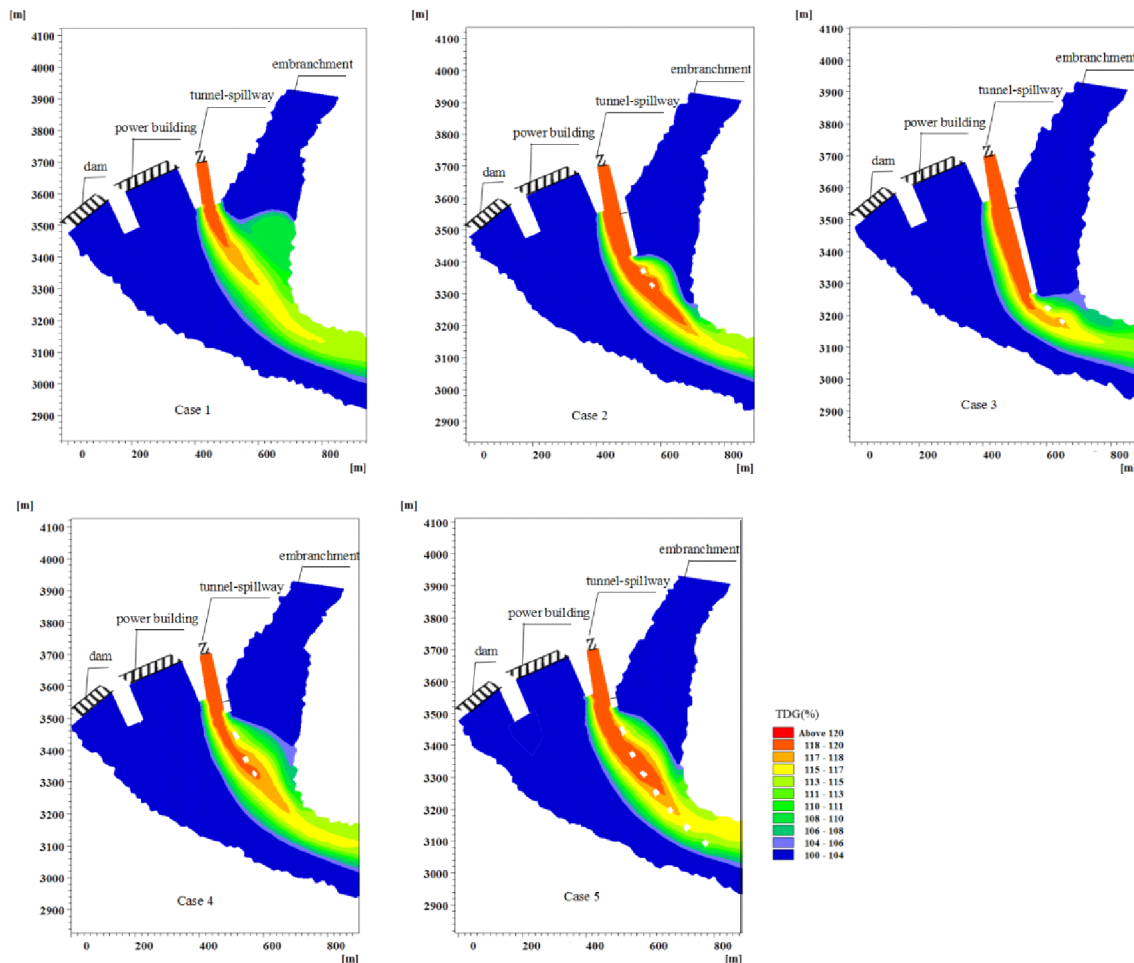 [m]
4100
4000
3900
3800
3700
3600
3500
3400
3300
3200
3100
3000
2900
embranchment
tunnel-spillway
power building
dam
Case 1
0 200 400 600 800
[m]
[m]
4100
4000
3900
3800
3700
3600
3500
3400
3300
3200
3100
3000
2900
embranchment
tunnel-spillway
power building
dam
Case 2
0 200 400 600 800
[m]
[m]
4100
4000
3900
3800
3700
3600
3500
3400
3300
3200
3100
3000
2900
embranchment
tunnel-spillway
power building
dam
Case 3
0 200 400 600 800
[m]
[m]
4100
4000
3900
3800
3700
3600
3500
3400
3300
3200
3100
3000
2900
embranchment
tunnel-spillway
power building
dam
Case 4
0 200 400 600 800
[m]
[m]
4100
4000
3900
3800
3700
3600
3500
3400
3300
3200
3100
3000
2900
embranchment
tunnel-spillway
power building
dam
Case 5
0 200 400 600 800
[m]
TDG(%)
Above 120
118 - 120
117 - 118
115 - 117
113 - 115
111 - 113
110 - 111
108 - 110
106 - 108
104 - 106
100 - 104